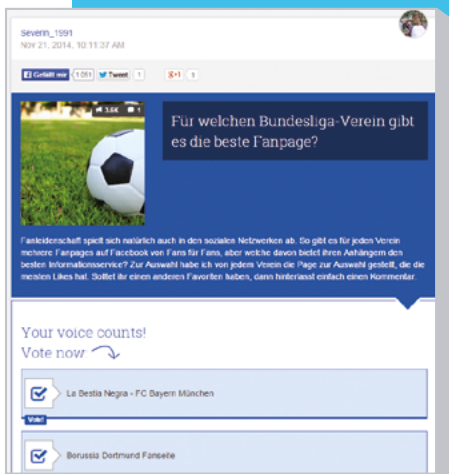 Severin_1991
Nov 21, 2014, 10:11:37 AM
Gefällt mir 1.051 Tweet 1 g+1 1
3.6K 1
Für welchen Bundesliga-Verein gibt
es die beste Fanpage?
Fanleidenschaft spielt sich natürlich auch in den sozialen Netzwerken ab. So gibt es für jeden Verein
mehrere Fanpages auf Facebook von Fans für Fans, aber welche davon bietet ihren Anhängern den
besten Informationsservice? Zur Auswahl habe ich von jedem Verein die Page zur Auswahl gestellt, die die
meisten Likes hat. Solltet ihr einen anderen Favoriten haben, dann hinterlasst einfach einen Kommentar.
Your voice counts!
Vote now:
La Bestia Negra - FC Bayern München
Vote!
Borussia Dortmund Fanseite